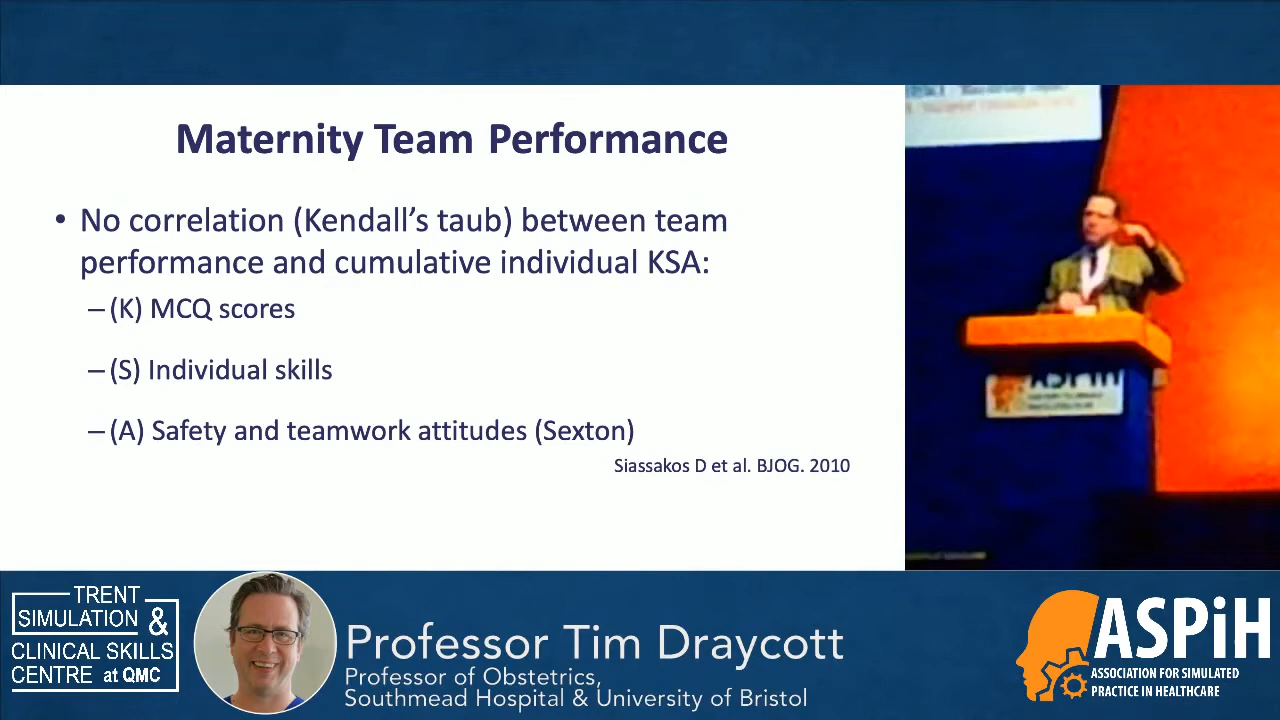 Maternity Team Performance
• No correlation (Kendall’s taub) between team
performance and cumulative individual KSA:
– (K) MCQ scores
– (S) Individual skills
– (A) Safety and teamwork attitudes (Sexton)
Siassakos D et al. BJOG. 2010
ASPiH
TRENT
SIMULATION &
CLINICAL SKILLS
CENTRE at QMC
Professor Tim Draycott
Professor of Obstetrics,
Southmead Hospital & University of Bristol
ASPiH
ASSOCIATION FOR SIMULATED
PRACTICE IN HEALTHCARE